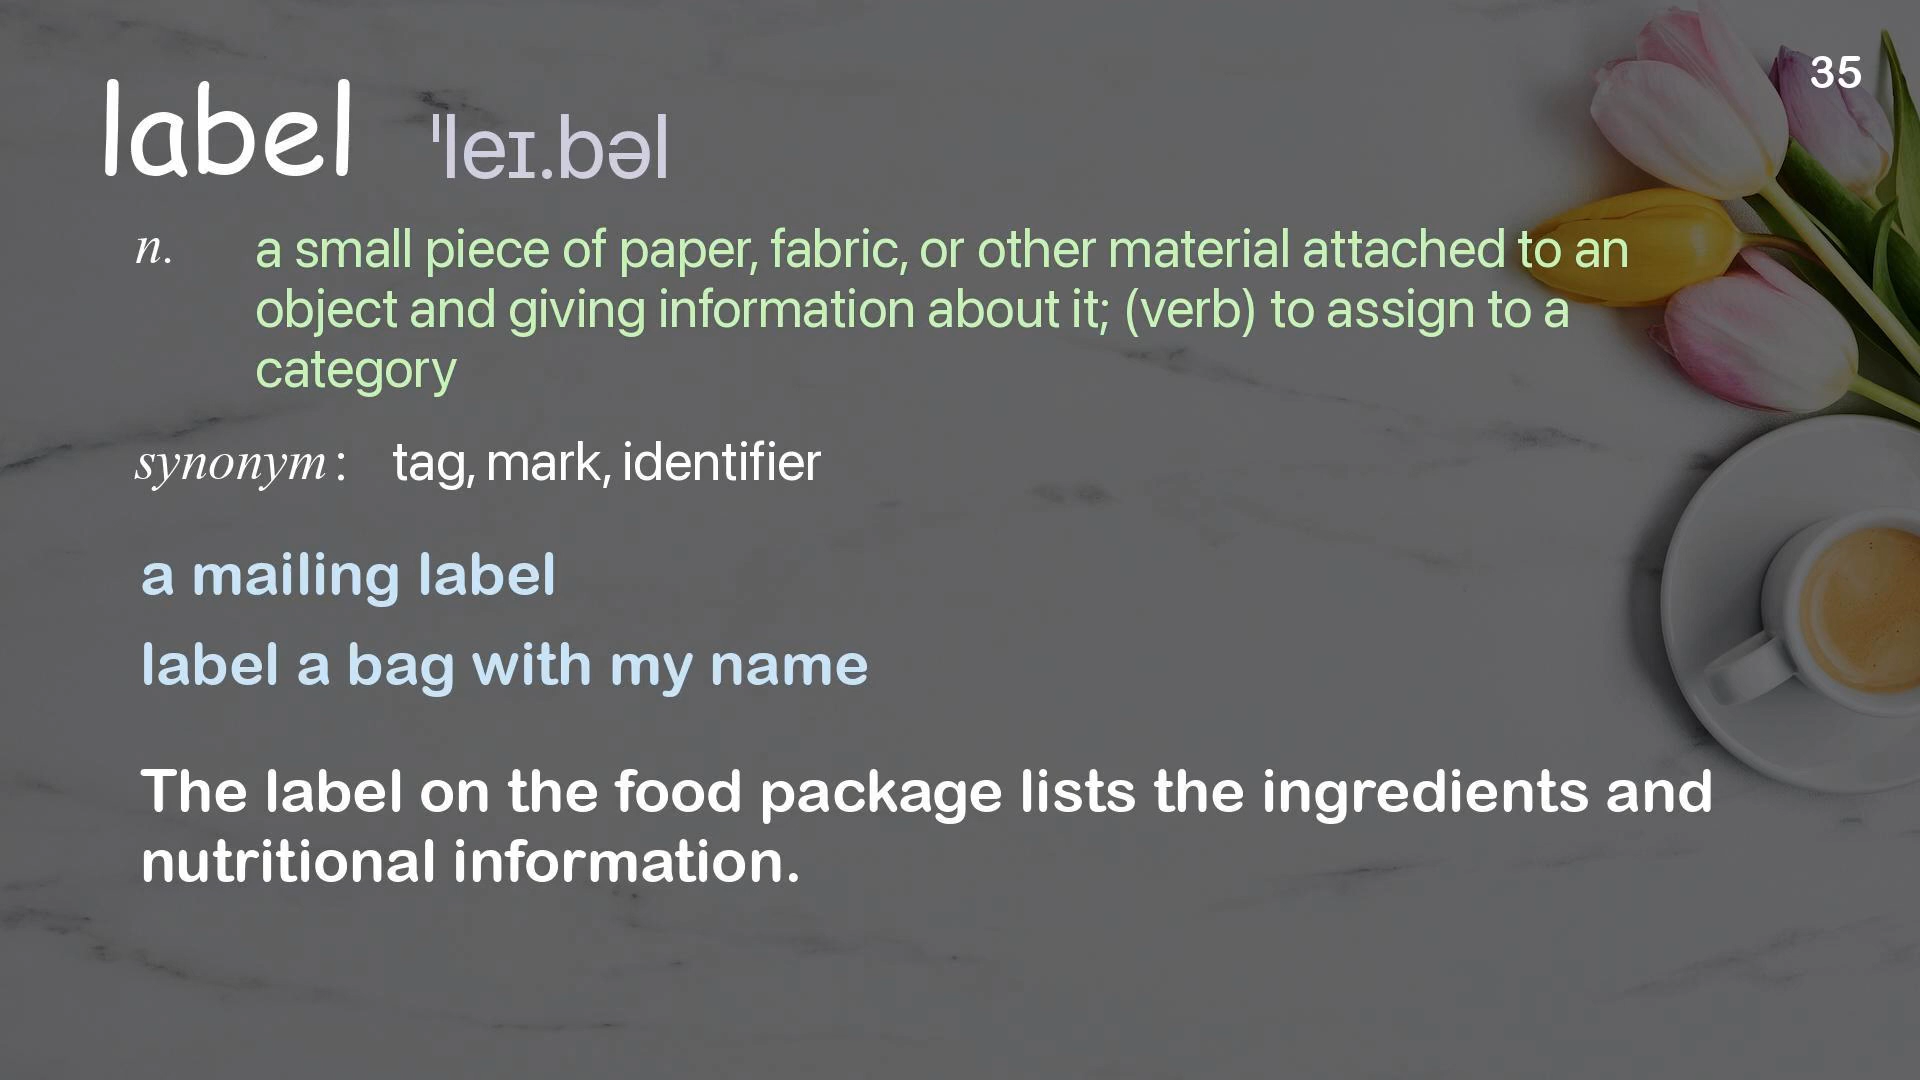 35
label ˈleɪ.bəl
n. a small piece of paper, fabric, or other material attached to an
object and giving information about it; (verb) to assign to a
category
synonym: tag, mark, identifier
a mailing label
label a bag with my name
The label on the food package lists the ingredients and
nutritional information.